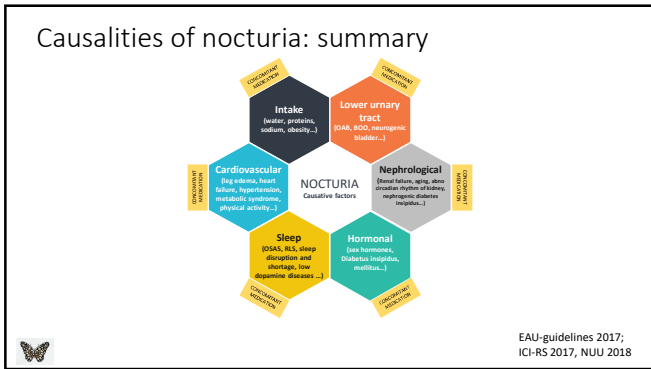 Causalities of nocturia: summary
CONCOMITANT
MEDICATION
CONCOMITANT
MEDICATION
Intake
(water, proteins,
sodium, obesity…)
Lower urinary
tract
(OAB, BOO, neurogenic
bladder…)
Cardiovascular
(leg edema, heart
failure, hypertension,
metabolic syndrome,
physical activity…)
CONCOMITANT
MEDICATION
NOCTURIA
Causative factors
Nephrological
(Renal failure, aging, abno
circadian rhythm of kidney,
nephrogenic diabetes
insipidus…)
CONCOMITANT
MEDICATION
Sleep
(OSAS, RLS, sleep
disruption and
shortage, low
dopamine diseases …)
Hormonal
(sex hormones,
Diabetus insipidus,
mellitus…)
CONCOMITANT
MEDICATION
CONCOMITANT
MEDICATION
EAU-guidelines 2017;
ICI-RS 2017, NUU 2018